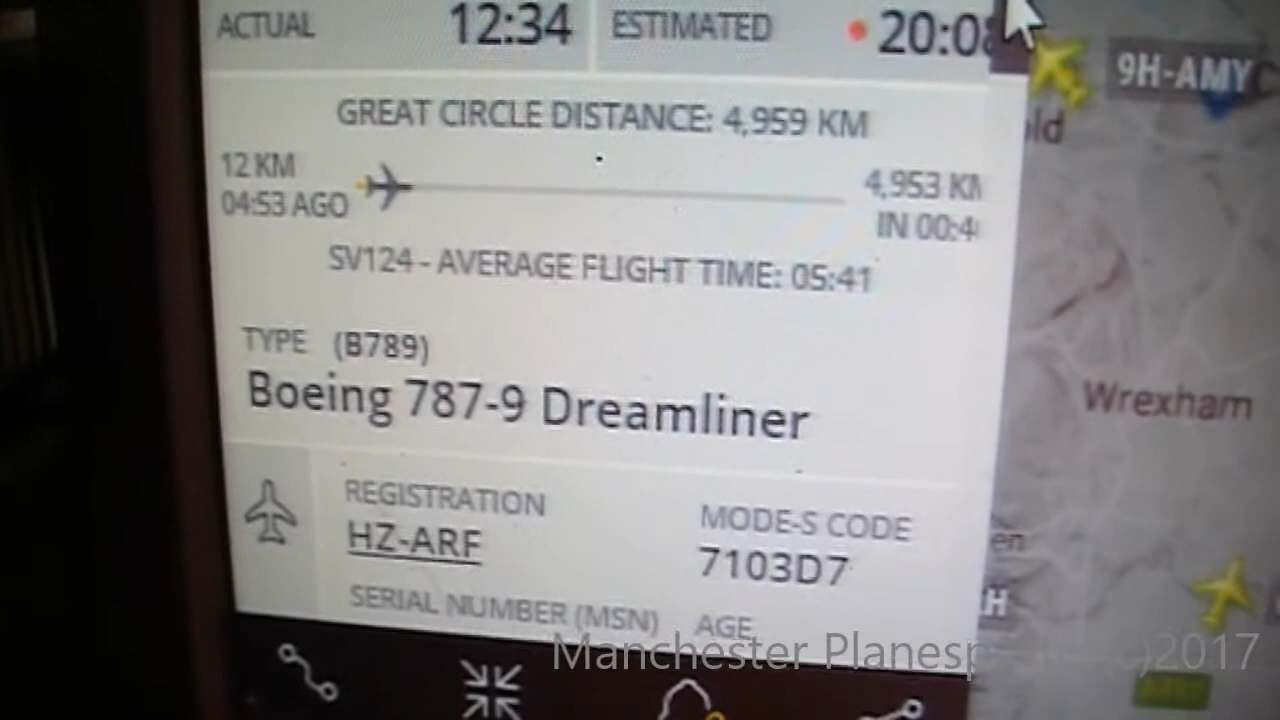 ACTUAL 12:34 ESTIMATED 20:08
9H-AMY
GREAT CIRCLE DISTANCE: 4,959 KM
12 KM
04:53 AGO
4,953 KM
IN 00:4
SV124 - AVERAGE FLIGHT TIME: 05:41
TYPE (B789)
Boeing 787-9 Dreamliner
Wrexham
REGISTRATION
HZ-ARF
MODE-S CODE
7103D7
SERIAL NUMBER (MSN) AGE
Manchester 2017